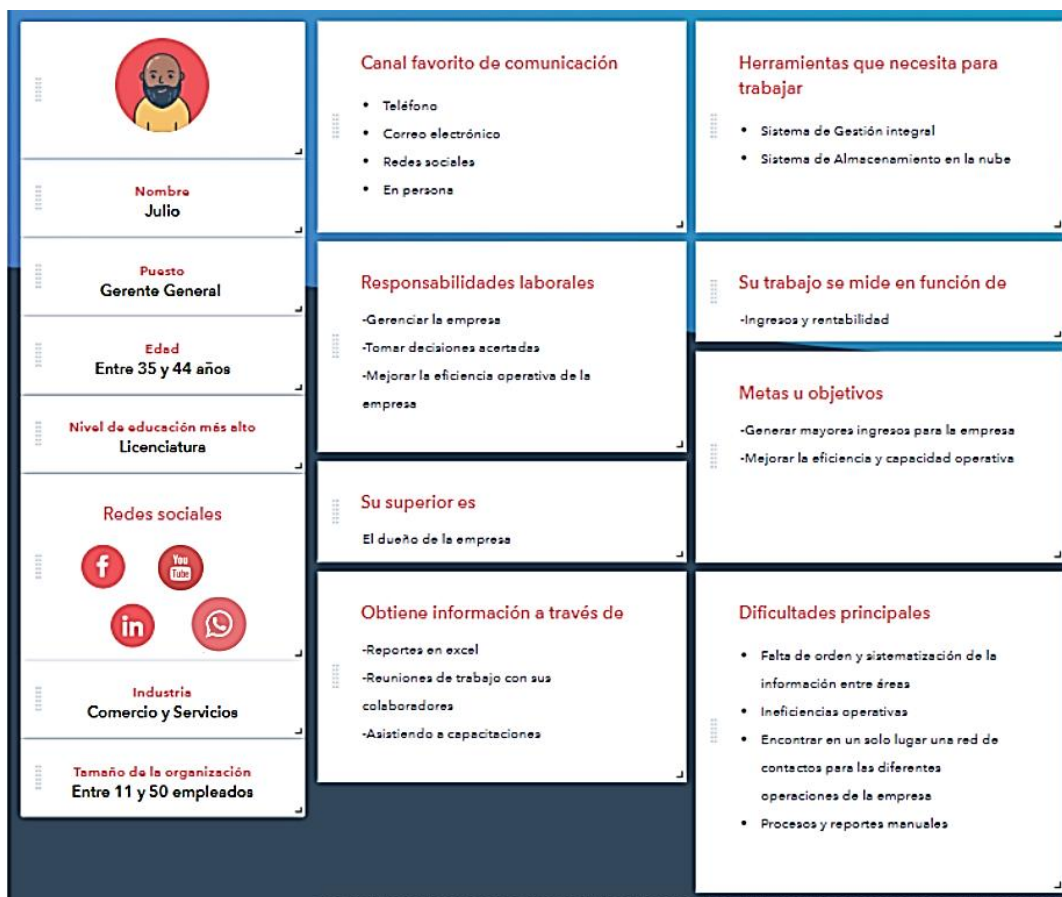 Nombre
Julio
Puesto
Gerente General
Edad
Entre 35 y 44 años
Nivel de educación más alto
Licenciatura
Redes sociales
f
You
Tube
in
Industria
Comercio y Servicios
Tamaño de la organización
Entre 11 y 50 empleados
Canal favorito de comunicación
• Teléfono
• Correo electrónico
• Redes sociales
• En persona
Responsabilidades laborales
-Gerenciar la empresa
-Tomar decisiones acertadas
-Mejorar la eficiencia operativa de la
empresa
Su superior es
El dueño de la empresa
Obtiene información a través de
-Reportes en excel
-Reuniones de trabajo con sus
colaboradores
-Asistiendo a capacitaciones
Herramientas que necesita para
trabajar
• Sistema de Gestión integral
• Sistema de Almacenamiento en la nube
Su trabajo se mide en función de
-Ingresos y rentabilidad
Metas u objetivos
-Generar mayores ingresos para la empresa
-Mejorar la eficiencia y capacidad operativa
Dificultades principales
• Falta de orden y sistematización de la
información entre áreas
• Ineficiencias operativas
• Encontrar en un solo lugar una red de
contactos para las diferentes
operaciones de la empresa
• Procesos y reportes manuales